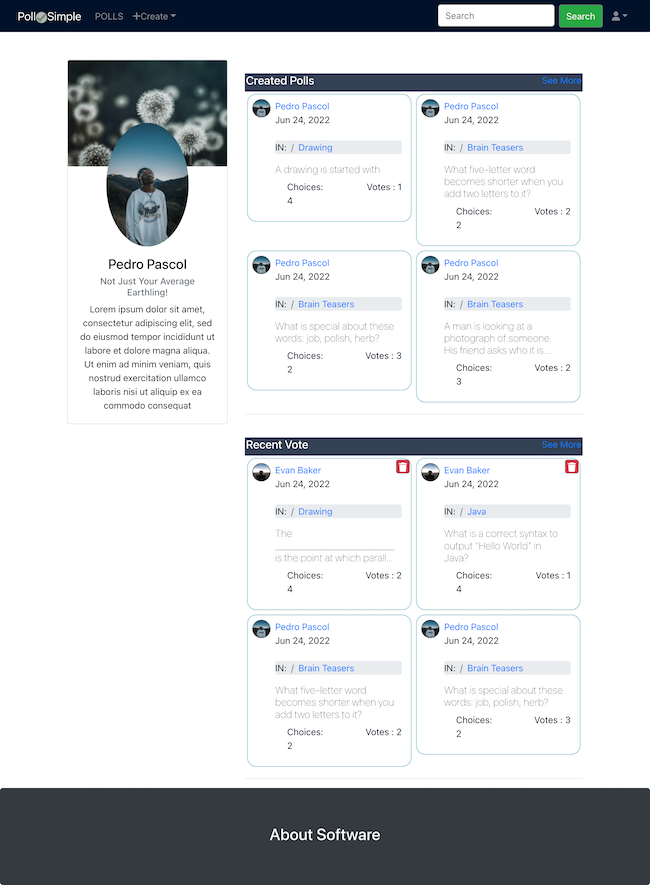 Poll Simple POLLS +Create Search Search
Pedro Pascol
Not Just Your Average
Earthling!
Lorem ipsum dolor sit amet,
consectetur adipiscing elit, sed
do eiusmod tempor incididunt ut
labore et dolore magna aliqua.
Ut enim ad minim veniam, quis
nostrud exercitation ullamco
laboris nisi ut aliquip ex ea
commodo consequat
Created Polls See More
Pedro Pascol
Jun 24, 2022
IN: / Drawing
A drawing is started with
Choices: Votes : 1
4
Pedro Pascol
Jun 24, 2022
IN: / Brain Teasers
What five-letter word
becomes shorter when you
add two letters to it?
Choices: Votes : 2
2
Pedro Pascol
Jun 24, 2022
IN: / Brain Teasers
What is special about these
words: job, polish, herb?
Choices: Votes : 3
2
Pedro Pascol
Jun 24, 2022
IN: / Brain Teasers
A man is looking at a
photograph of someone.
His friend asks who it is....
Choices: Votes : 2
3
Recent Vote See More
Evan Baker
Jun 24, 2022
IN: / Drawing
The
________________________
is the point at which parall...
Choices: Votes : 2
4
Evan Baker
Jun 24, 2022
IN: / Java
What is a correct syntax to
output "Hello World" in
Java?
Choices: Votes : 1
4
Pedro Pascol
Jun 24, 2022
IN: / Brain Teasers
What five-letter word
becomes shorter when you
add two letters to it?
Choices: Votes : 2
2
Pedro Pascol
Jun 24, 2022
IN: / Brain Teasers
What is special about these
words: job, polish, herb?
Choices: Votes : 3
2
About Software